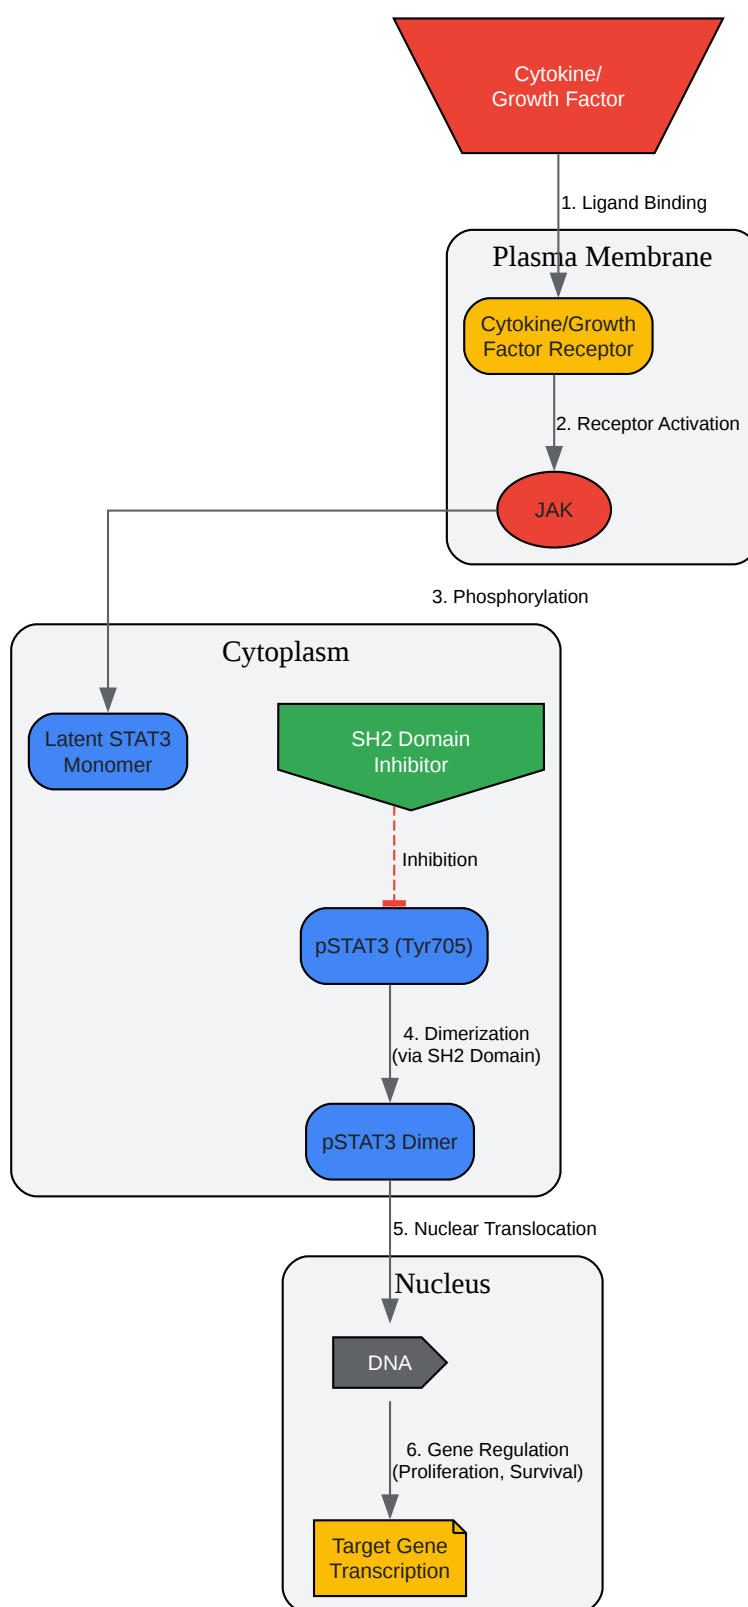 Cytokine/
Growth Factor
1. Ligand Binding
Plasma Membrane
Cytokine/Growth
Factor Receptor
2. Receptor Activation
JAK
3. Phosphorylation
Cytoplasm
Latent STAT3
Monomer
SH2 Domain
Inhibitor
Inhibition
pSTAT3 (Tyr705)
4. Dimerization
(via SH2 Domain)
pSTAT3 Dimer
5. Nuclear Translocation
Nucleus
DNA
6. Gene Regulation
(Proliferation, Survival)
Target Gene
Transcription